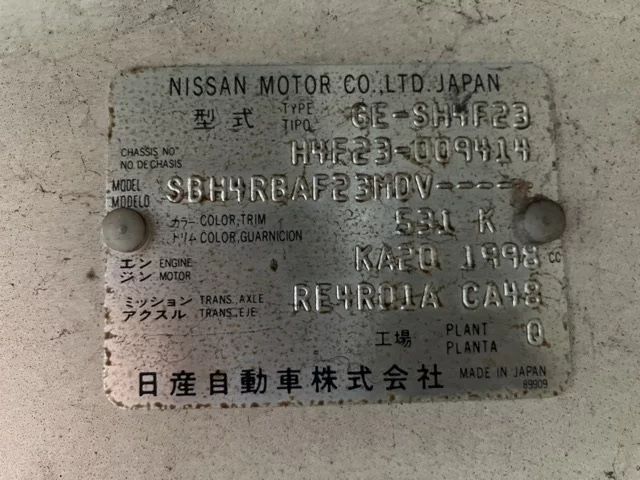 NISSAN MOTOR CO.,LTD. JAPAN
型式 TYPE TIPO GE-SH4F23
CHASSIS NO. NO. DE CHASIS H4F23-009414
MODEL MODELO SBH4RBAF23MDV----
カラー COLOR,TRIM 531 K
トリム COLOR,GUARNICION
エンジン ENGINE MOTOR KA20 1998 CC
ミッション TRANS.,AXLE RE4R01A CA48
アクスル TRANS.,EJE
工場 PLANT PLANTA Q
日産自動車株式会社 MADE IN JAPAN
89909